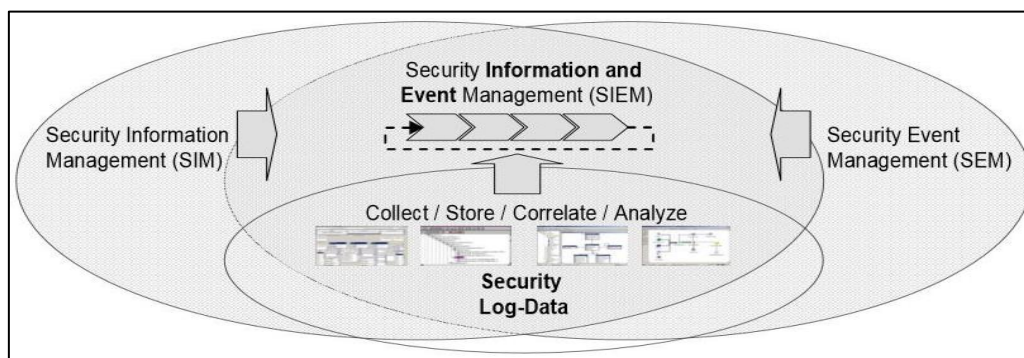 Security Information and
Event Management (SIEM)
Security Information
Management (SIM)
Security Event
Management (SEM)
Collect / Store / Correlate / Analyze
Security
Log-Data